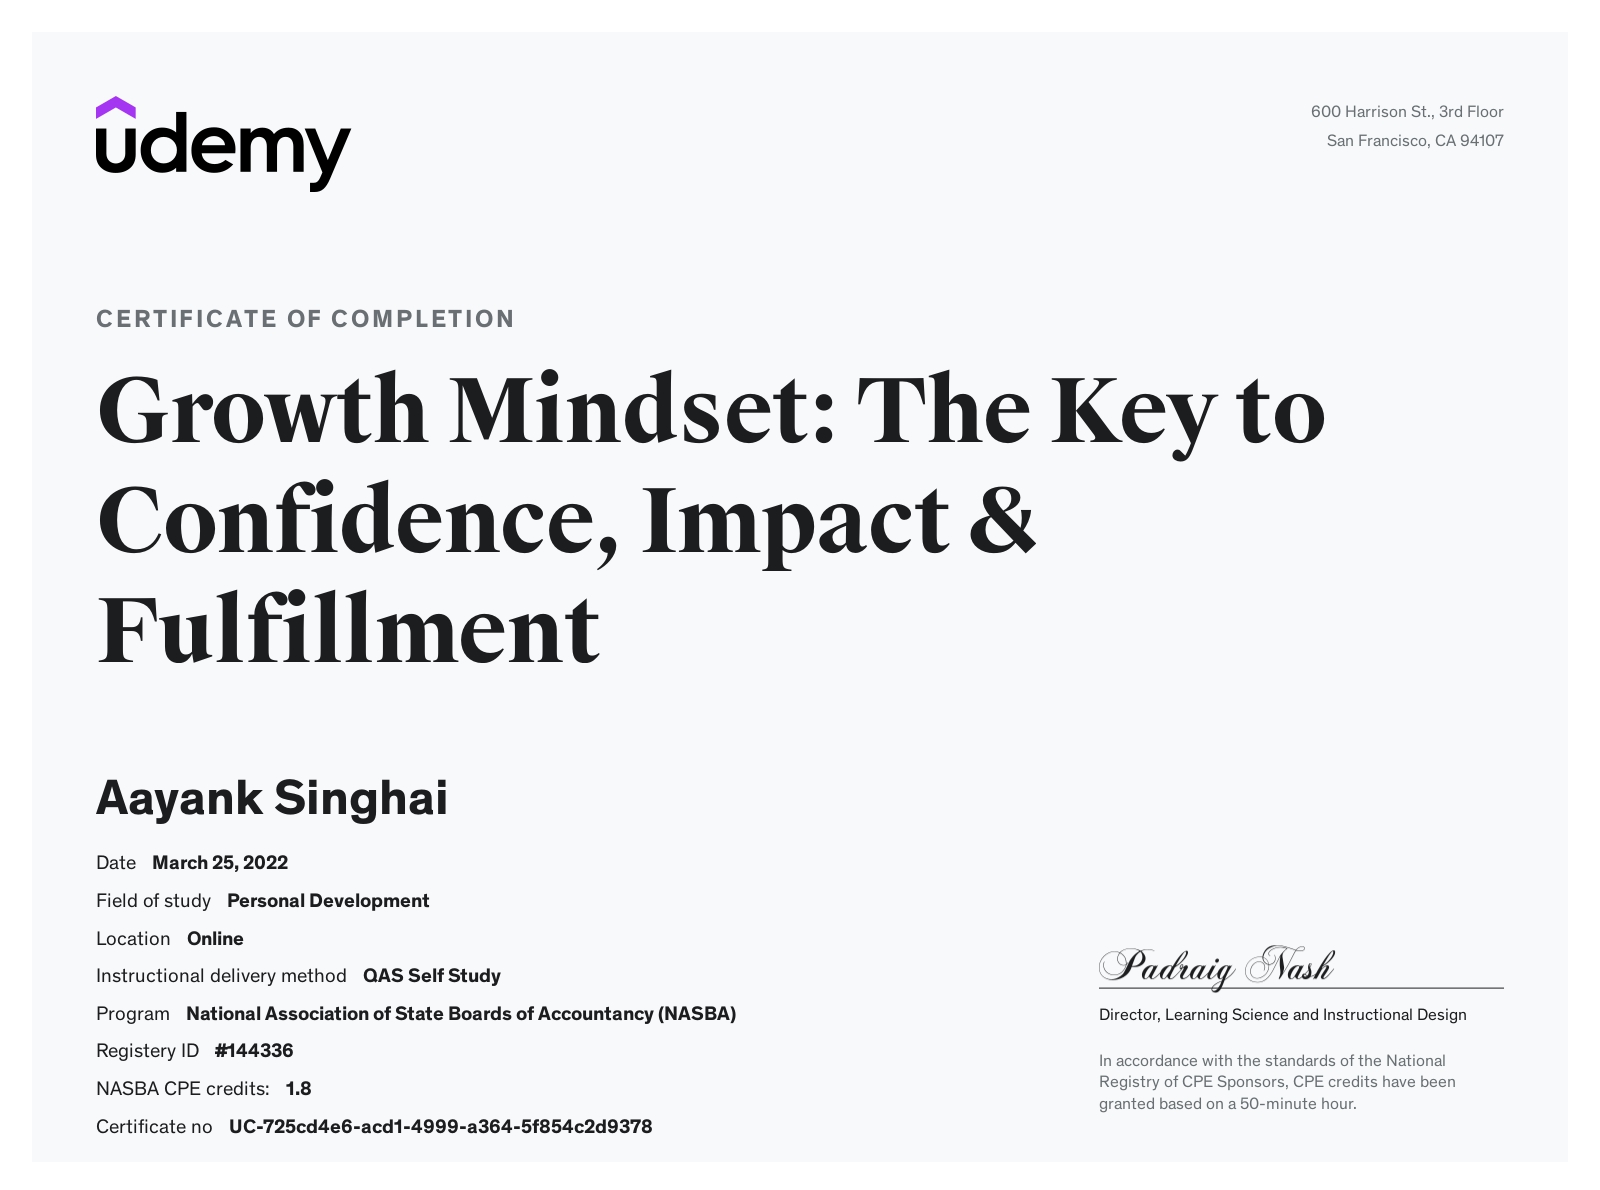 udemy
600 Harrison St., 3rd Floor
San Francisco, CA 94107
CERTIFICATE OF COMPLETION
Growth Mindset: The Key to
Confidence, Impact &
Fulfillment
Aayank Singhai
Date March 25, 2022
Field of study Personal Development
Location Online
Instructional delivery method QAS Self Study
Program National Association of State Boards of Accountancy (NASBA)
Registery ID #144336
NASBA CPE credits: 1.8
Certificate no UC-725cd4e6-acd1-4999-a364-5f854c2d9378
Padraig Nash
Director, Learning Science and Instructional Design
In accordance with the standards of the National
Registry of CPE Sponsors, CPE credits have been
granted based on a 50-minute hour.